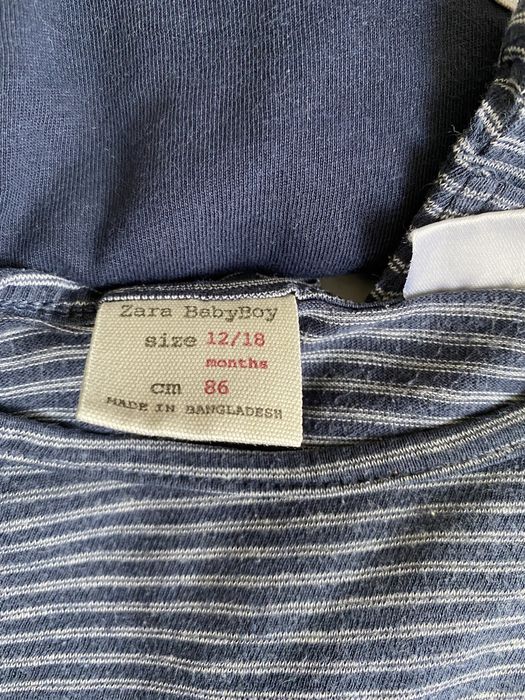 Zara BabyBoy
size 12/18
months
cm 86
MADE IN BANGLADESH